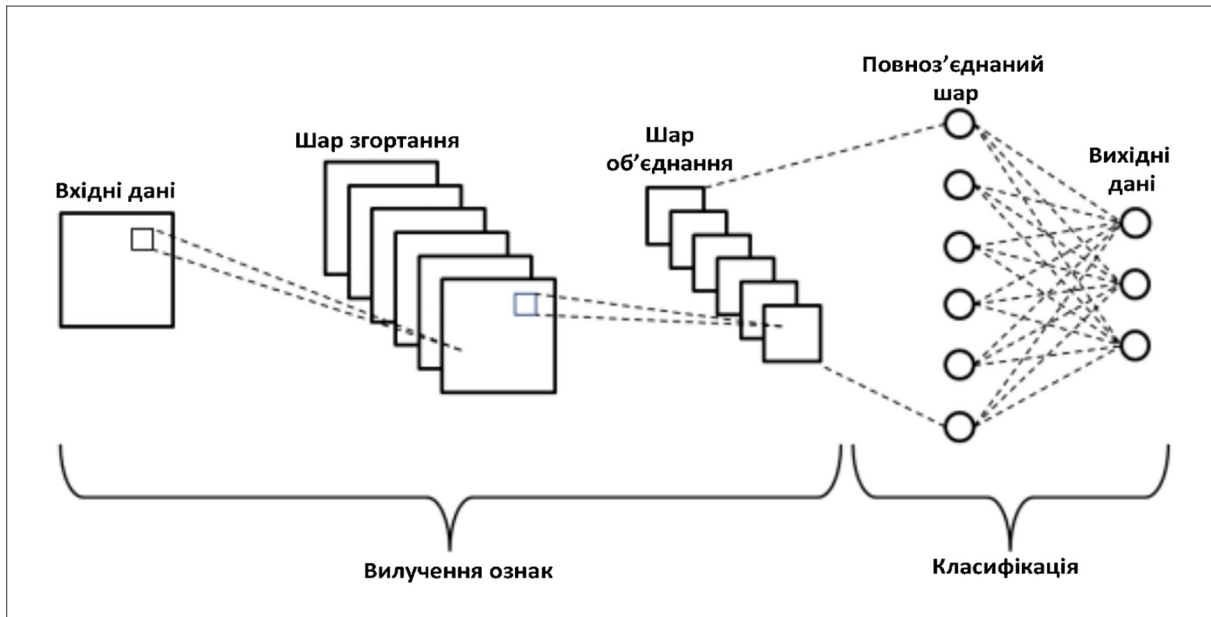 Вхідні дані
Шар згортання
Шар
об’єднання
Повноз’єднаний
шар
Вихідні
дані
Вилучення ознак
Класифікація